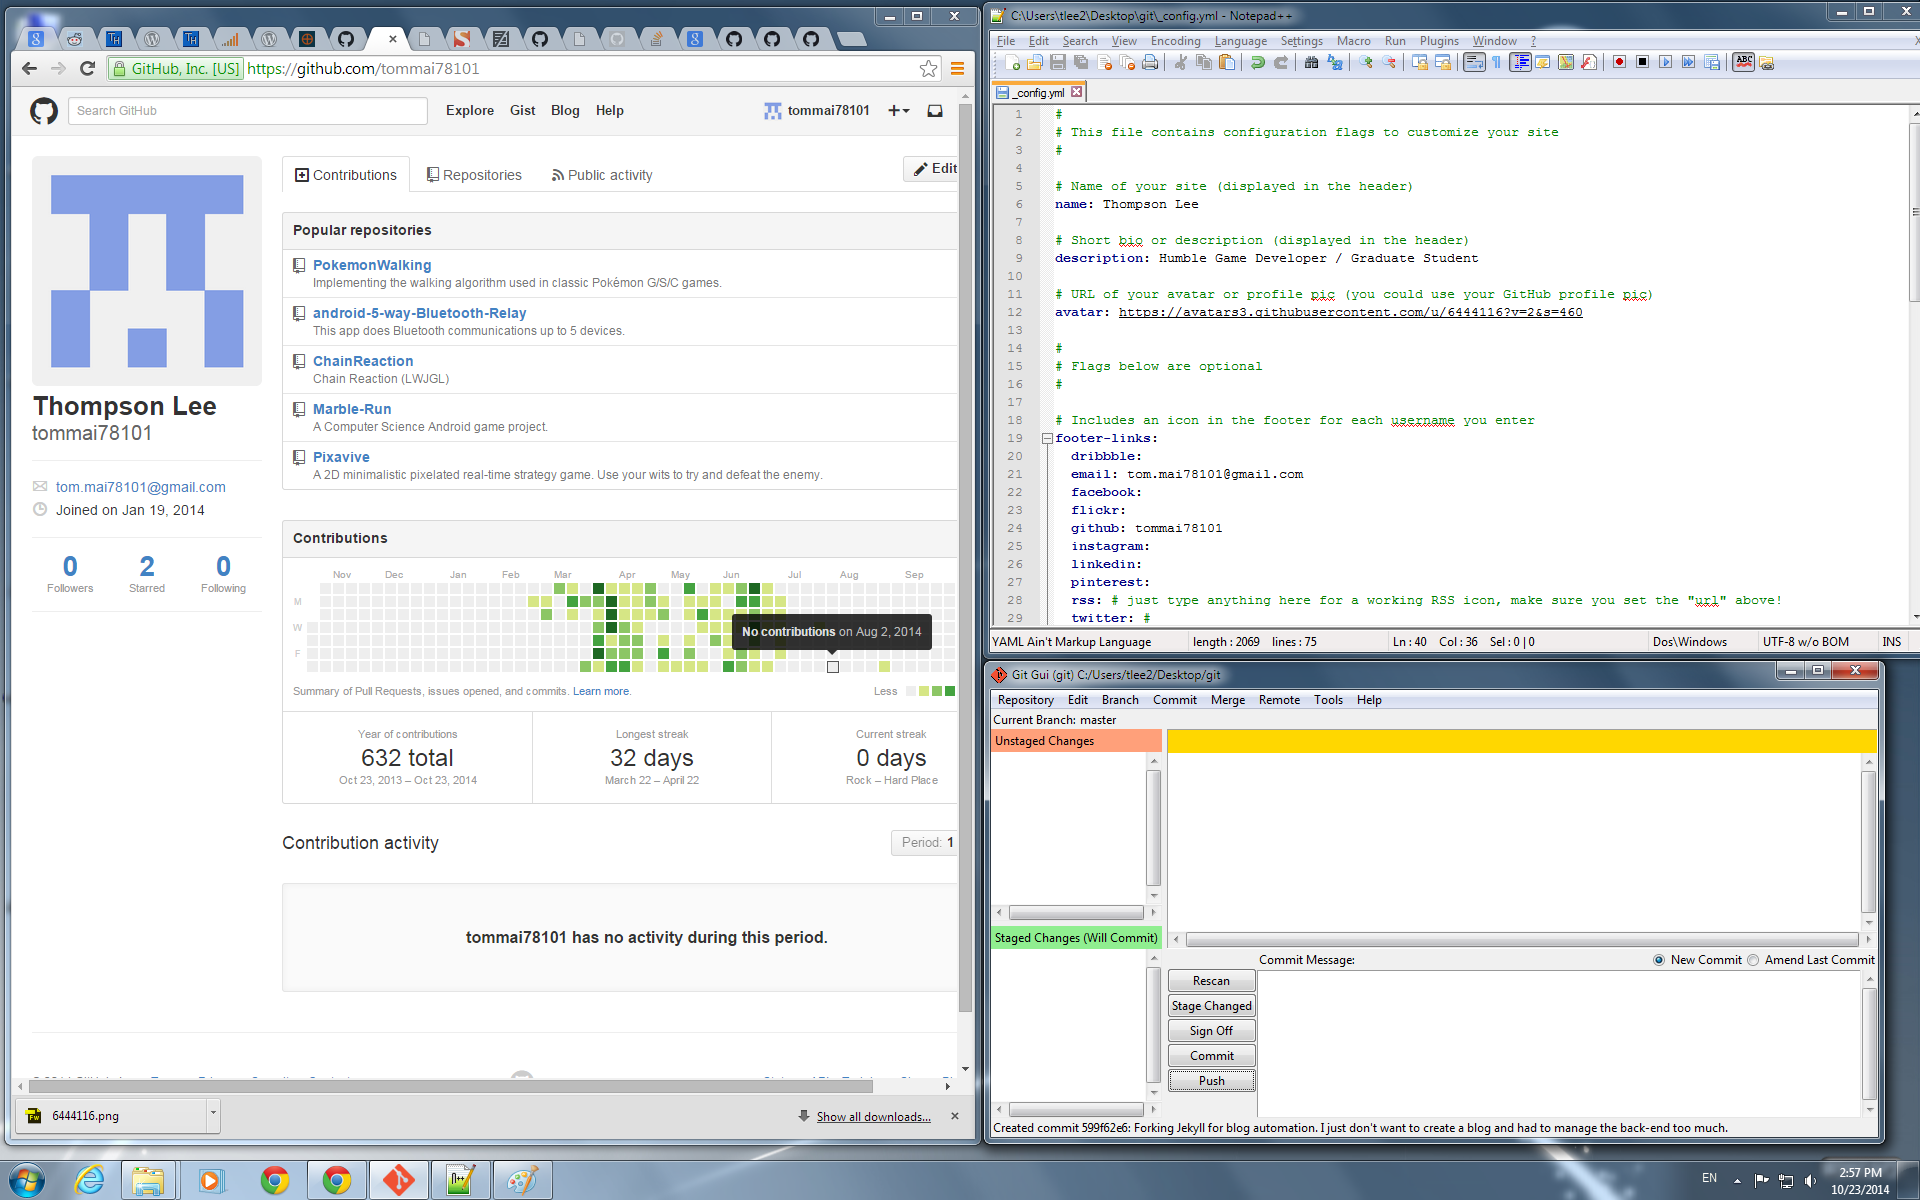 GitHub, Inc. [US] https://github.com/tommai78101
Search GitHub
Explore Gist Blog Help
tommai78101
Thompson Lee
tommai78101
tom.mai78101@gmail.com
Joined on Jan 19, 2014
0 2 0
Followers Starred Following
Contributions Repositories Public activity
Edit
Popular repositories
PokemonWalking
Implementing the walking algorithm used in classic Pokémon G/S/C games.
android-5-way-Bluetooth-Relay
This app does Bluetooth communications up to 5 devices.
ChainReaction
Chain Reaction (LWJGL)
Marble-Run
A Computer Science Android game project.
Pixavive
A 2D minimalistic pixelated real-time strategy game. Use your wits to try and defeat the enemy.
Contributions
Nov Dec Jan Feb Mar Apr May Jun Jul Aug Sep
M
W
F
No contributions on Aug 2, 2014
Summary of Pull Requests, issues opened, and commits. Learn more.
Less
Year of contributions
632 total
Oct 23, 2013 – Oct 23, 2014
Longest streak
32 days
March 22 – April 22
Current streak
0 days
Rock – Hard Place
Contribution activity
Period: 1
tommai78101 has no activity during this period.
6444116.png
Show all downloads...
C:\Users\tlee2\Desktop\git\_config.yml - Notepad++
File Edit Search View Encoding Language Settings Macro Run Plugins Window ?
_config.yml
1 #
2 # This file contains configuration flags to customize your site
3 #
4
5 # Name of your site (displayed in the header)
6 name: Thompson Lee
7
8 # Short bio or description (displayed in the header)
9 description: Humble Game Developer / Graduate Student
10
11 # URL of your avatar or profile pic (you could use your GitHub profile pic)
12 avatar: https://avatars3.githubusercontent.com/u/6444116?v=2&s=460
13
14 #
15 # Flags below are optional
16 #
17
18 # Includes an icon in the footer for each username you enter
19 footer-links:
20 dribbble:
21 email: tom.mai78101@gmail.com
22 facebook:
23 flickr:
24 github: tommai78101
25 instagram:
26 linkedin:
27 pinterest:
28 rss: # just type anything here for a working RSS icon, make sure you set the "url" above!
29 twitter: #
YAML Ain't Markup Language length : 2069 lines : 75 Ln : 40 Col : 36 Sel : 0 | 0 Dos\Windows UTF-8 w/o BOM INS
Git Gui (git) C:/Users/tlee2/Desktop/git
Repository Edit Branch Commit Merge Remote Tools Help
Current Branch: master
Unstaged Changes
Staged Changes (Will Commit)
Commit Message:
New Commit Amend Last Commit
Rescan
Stage Changed
Sign Off
Commit
Push
Created commit 599f62e6: Forking Jekyll for blog automation. I just don't want to create a blog and had to manage the back-end too much.
EN
2:57 PM
10/23/2014